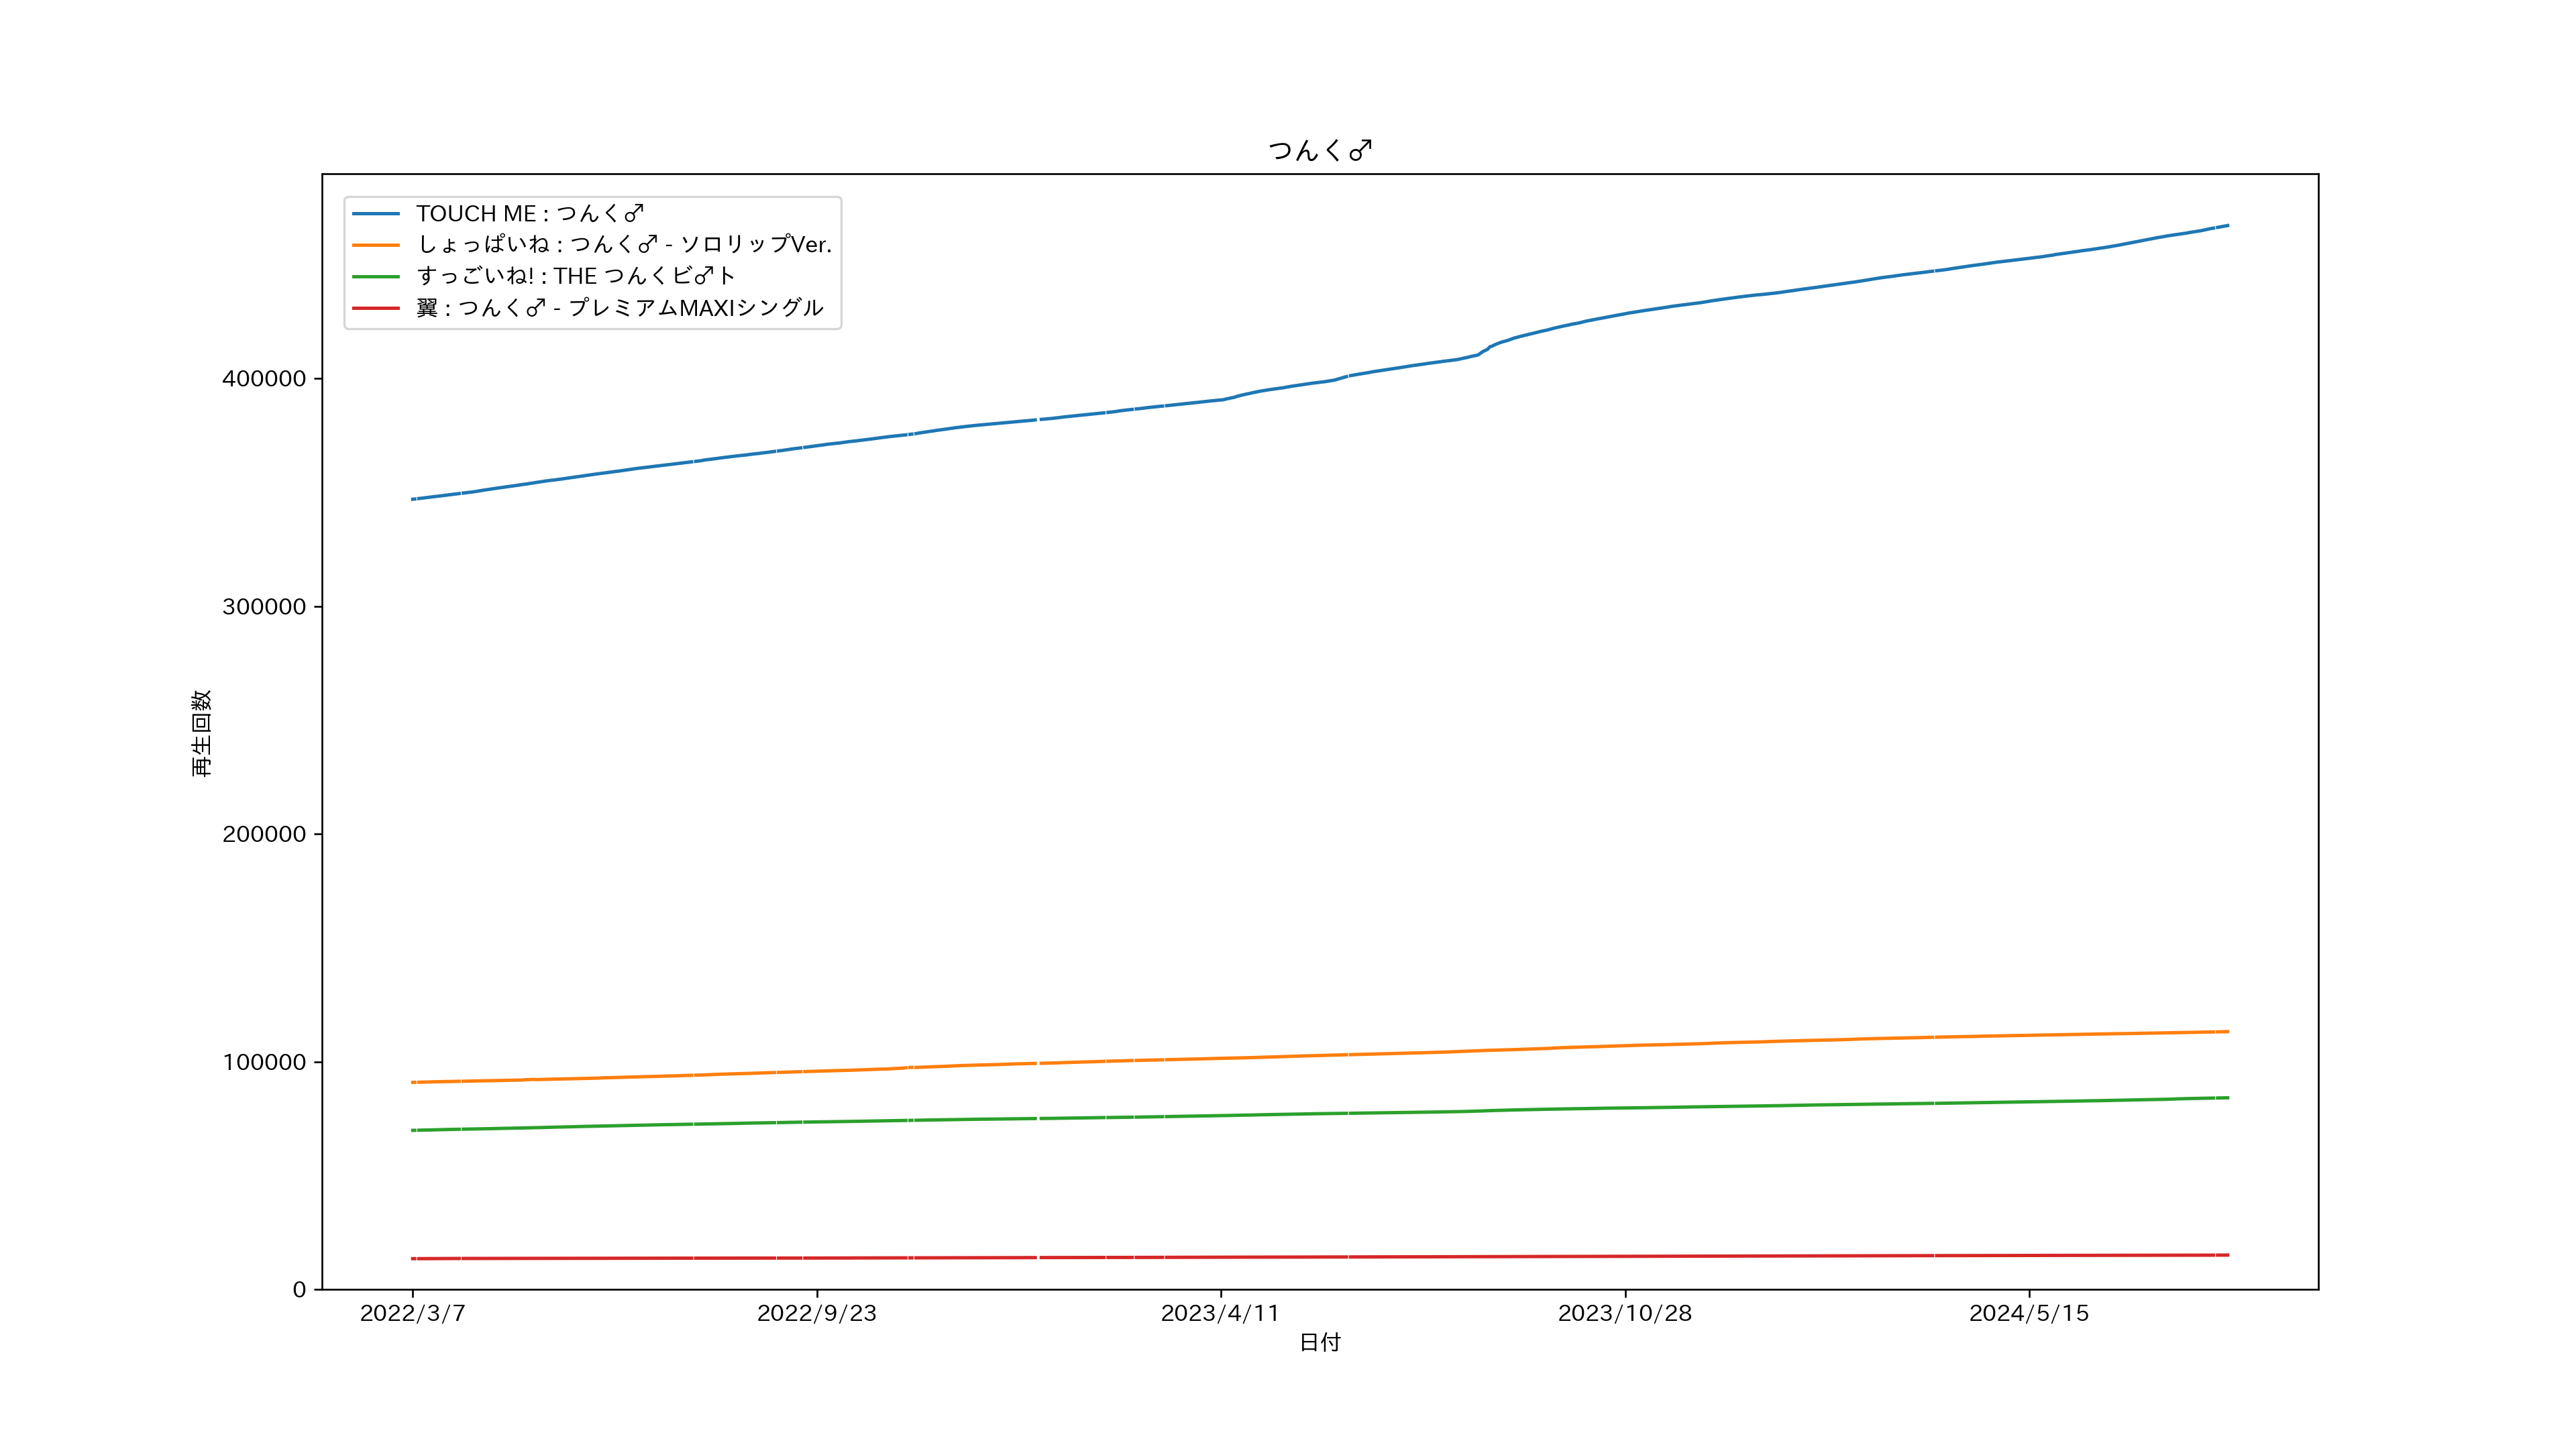 つんく♂
TOUCH ME : つんく♂
しょっぱいね : つんく♂ - ソロリップVer.
すっごいね! : THE つんくビ♂ト
翼 : つんく♂ - プレミアムMAXIシングル
400000
300000
200000
100000
0
再生回数
2022/3/7
2022/9/23
2023/4/11
2023/10/28
2024/5/15
日付